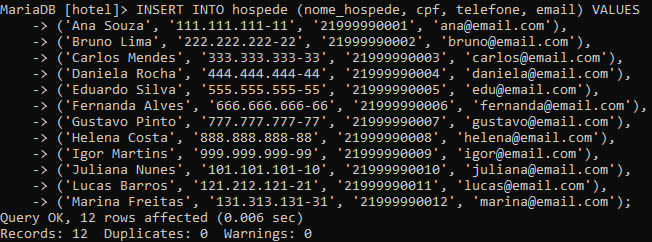 MariaDB [hotel]> INSERT INTO hospede (nome_hospede, cpf, telefone, email) VALUES
-> ('Ana Souza', '111.111.111-11', '21999990001', 'ana@email.com'),
-> ('Bruno Lima', '222.222.222-22', '21999990002', 'bruno@email.com'),
-> ('Carlos Mendes', '333.333.333-33', '21999990003', 'carlos@email.com'),
-> ('Daniela Rocha', '444.444.444-44', '21999990004', 'daniela@email.com'),
-> ('Eduardo Silva', '555.555.555-55', '21999990005', 'edu@email.com'),
-> ('Fernanda Alves', '666.666.666-66', '21999990006', 'fernanda@email.com'),
-> ('Gustavo Pinto', '777.777.777-77', '21999990007', 'gustavo@email.com'),
-> ('Helena Costa', '888.888.888-88', '21999990008', 'helena@email.com'),
-> ('Igor Martins', '999.999.999-99', '21999990009', 'igor@email.com'),
-> ('Juliana Nunes', '101.101.101-10', '21999990010', 'juliana@email.com'),
-> ('Lucas Barros', '121.212.121-21', '21999990011', 'lucas@email.com'),
-> ('Marina Freitas', '131.313.131-31', '21999990012', 'marina@email.com');
Query OK, 12 rows affected (0.006 sec)
Records: 12  Duplicates: 0  Warnings: 0